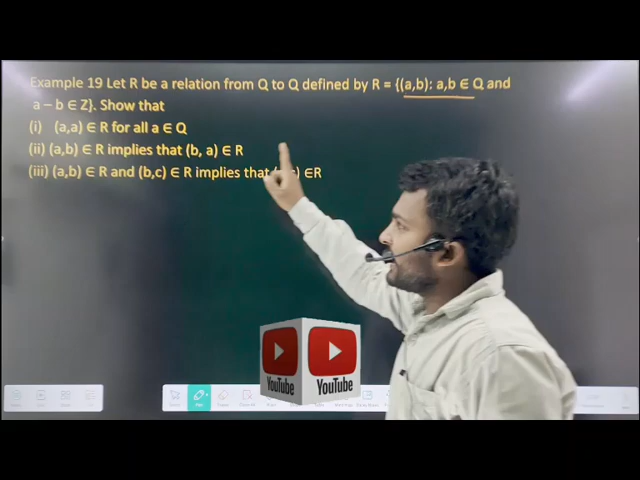 Example 19 Let R be a relation from Q to Q defined by R = {(a,b): a,b ∈ Q and
a – b ∈ Z}. Show that
(i) (a,a) ∈ R for all a ∈ Q
(ii) (a,b) ∈ R implies that (b, a) ∈ R
(iii) (a,b) ∈ R and (b,c) ∈ R implies that ∈R
YouTube
YouTube